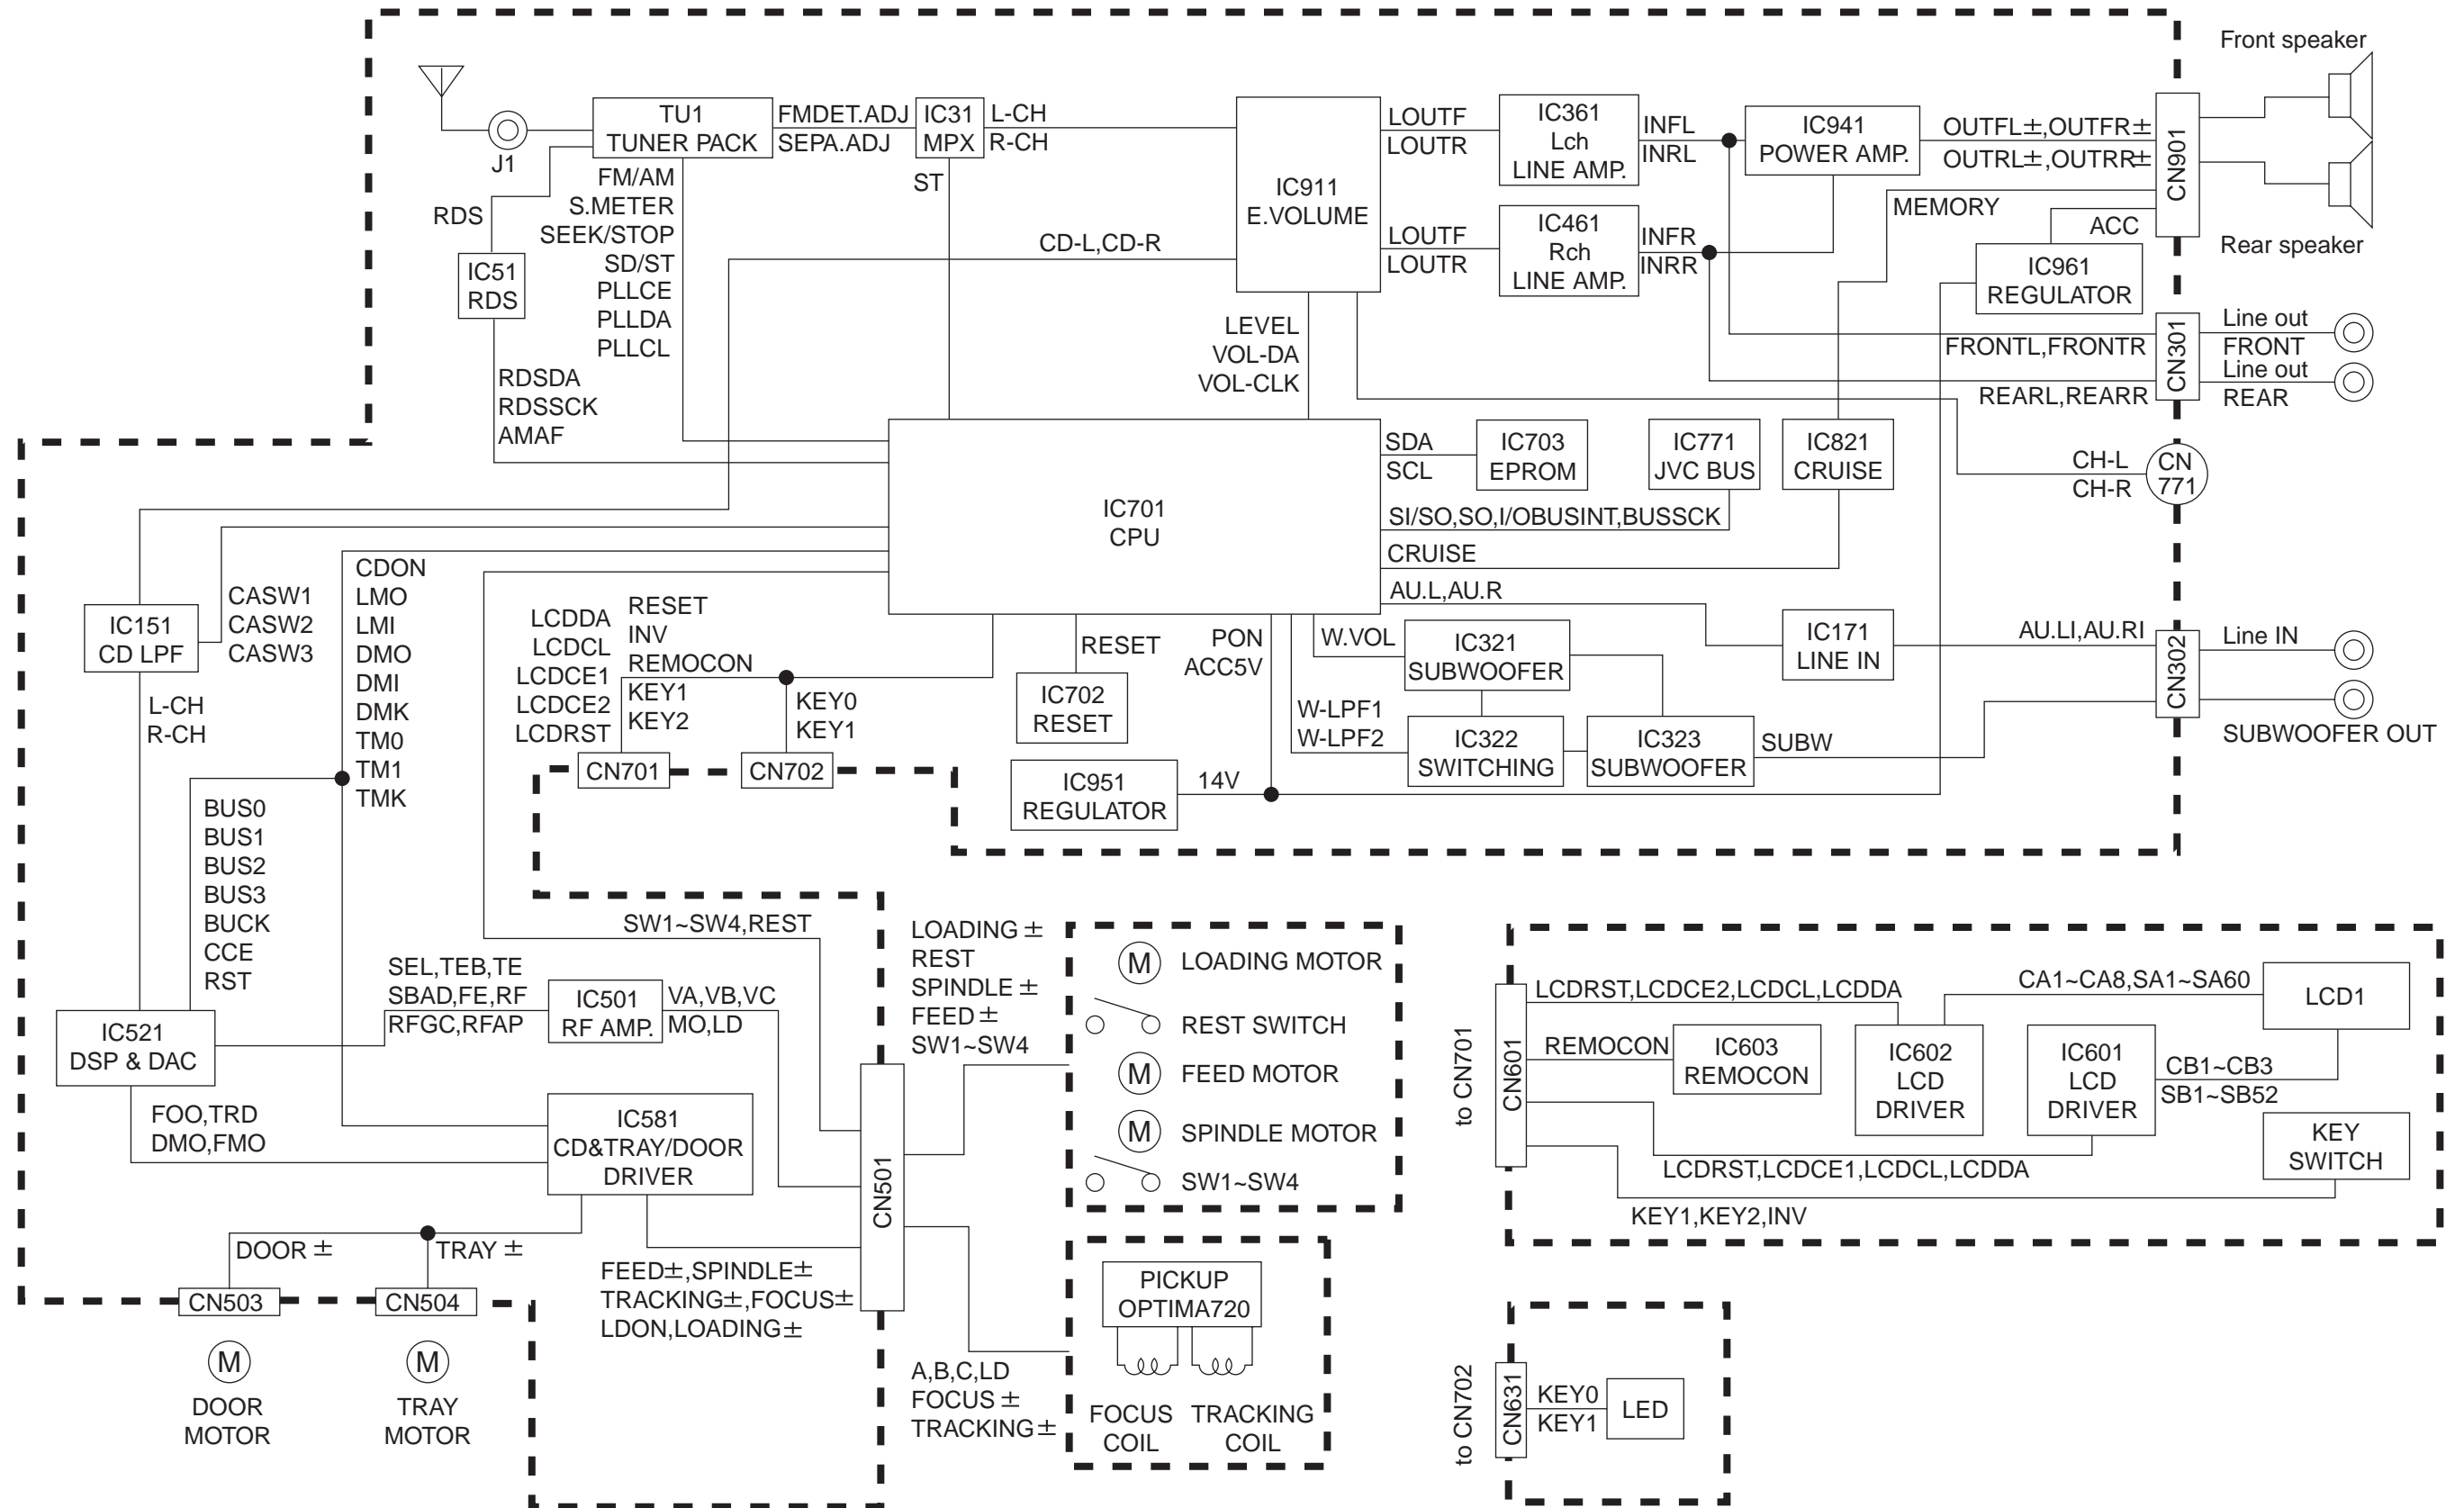 Front speaker
TU1
TUNER PACK
FMDET.ADJ
SEPA.ADJ
IC31
MPX
L-CH
R-CH
J1
IC911
E.VOLUME
LOUTF
LOUTR
IC361
Lch
LINE AMP.
INFL
INRL
IC941
POWER AMP.
OUTFL±,OUTFR±
OUTRL±,OUTRR±
CN901
FM/AM
S.METER
SEEK/STOP
SD/ST
PLLCE
PLLDA
PLLCL
ST
RDS
IC51
RDS
RDSDA
RDSSCK
AMAF
CD-L,CD-R
LOUTF
LOUTR
IC461
Rch
LINE AMP.
INFR
INRR
MEMORY
ACC
IC961
REGULATOR
Rear speaker
LEVEL
VOL-DA
VOL-CLK
FRONTL,FRONTR
REARL,REARR
CN301
Line out
FRONT
Line out
REAR
IC701
CPU
SDA
SCL
IC703
EPROM
IC771
JVC BUS
IC821
CRUISE
CH-L
CH-R
CN
771
SI/SO,SO,I/OBUSINT,BUSSCK
CRUISE
AU.L,AU.R
IC171
LINE IN
AU.LI,AU.RI
CN302
Line IN
SUBWOOFER OUT
IC151
CD LPF
CASW1
CASW2
CASW3
CDON
LMO
LMI
DMO
DMI
DMK
TM0
TM1
TMK
LCDDA
LCDCL
LCDCE1
LCDCE2
LCDRST
RESET
INV
REMOCON
KEY1
KEY2
KEY0
KEY1
CN701
CN702
RESET
IC702
RESET
PON
ACC5V
W.VOL
IC321
SUBWOOFER
W-LPF1
W-LPF2
IC322
SWITCHING
IC323
SUBWOOFER
SUBW
IC951
REGULATOR
14V
L-CH
R-CH
BUS0
BUS1
BUS2
BUS3
BUCK
CCE
RST
SW1~SW4,REST
SEL,TEB,TE
SBAD,FE,RF
RFGC,RFAP
IC501
RF AMP.
VA,VB,VC
MO,LD
IC521
DSP & DAC
FOO,TRD
DMO,FMO
IC581
CD&TRAY/DOOR
DRIVER
CN501
DOOR ±
TRAY ±
CN503
CN504
M
DOOR
MOTOR
M
TRAY
MOTOR
FEED±,SPINDLE±
TRACKING±,FOCUS±
LDON,LOADING±
LOADING ±
REST
SPINDLE ±
FEED ±
SW1~SW4
M
LOADING MOTOR
REST SWITCH
M
FEED MOTOR
M
SPINDLE MOTOR
SW1~SW4
A,B,C,LD
FOCUS ±
TRACKING ±
PICKUP
OPTIMA720
FOCUS
COIL
TRACKING
COIL
to CN701
CN601
LCDRST,LCDCE2,LCDCL,LCDDA
REMOCON
IC603
REMOCON
IC602
LCD
DRIVER
CA1~CA8,SA1~SA60
LCD1
IC601
LCD
DRIVER
CB1~CB3
SB1~SB52
KEY
SWITCH
LCDRST,LCDCE1,LCDCL,LCDDA
KEY1,KEY2,INV
to CN702
CN631
KEY0
KEY1
LED